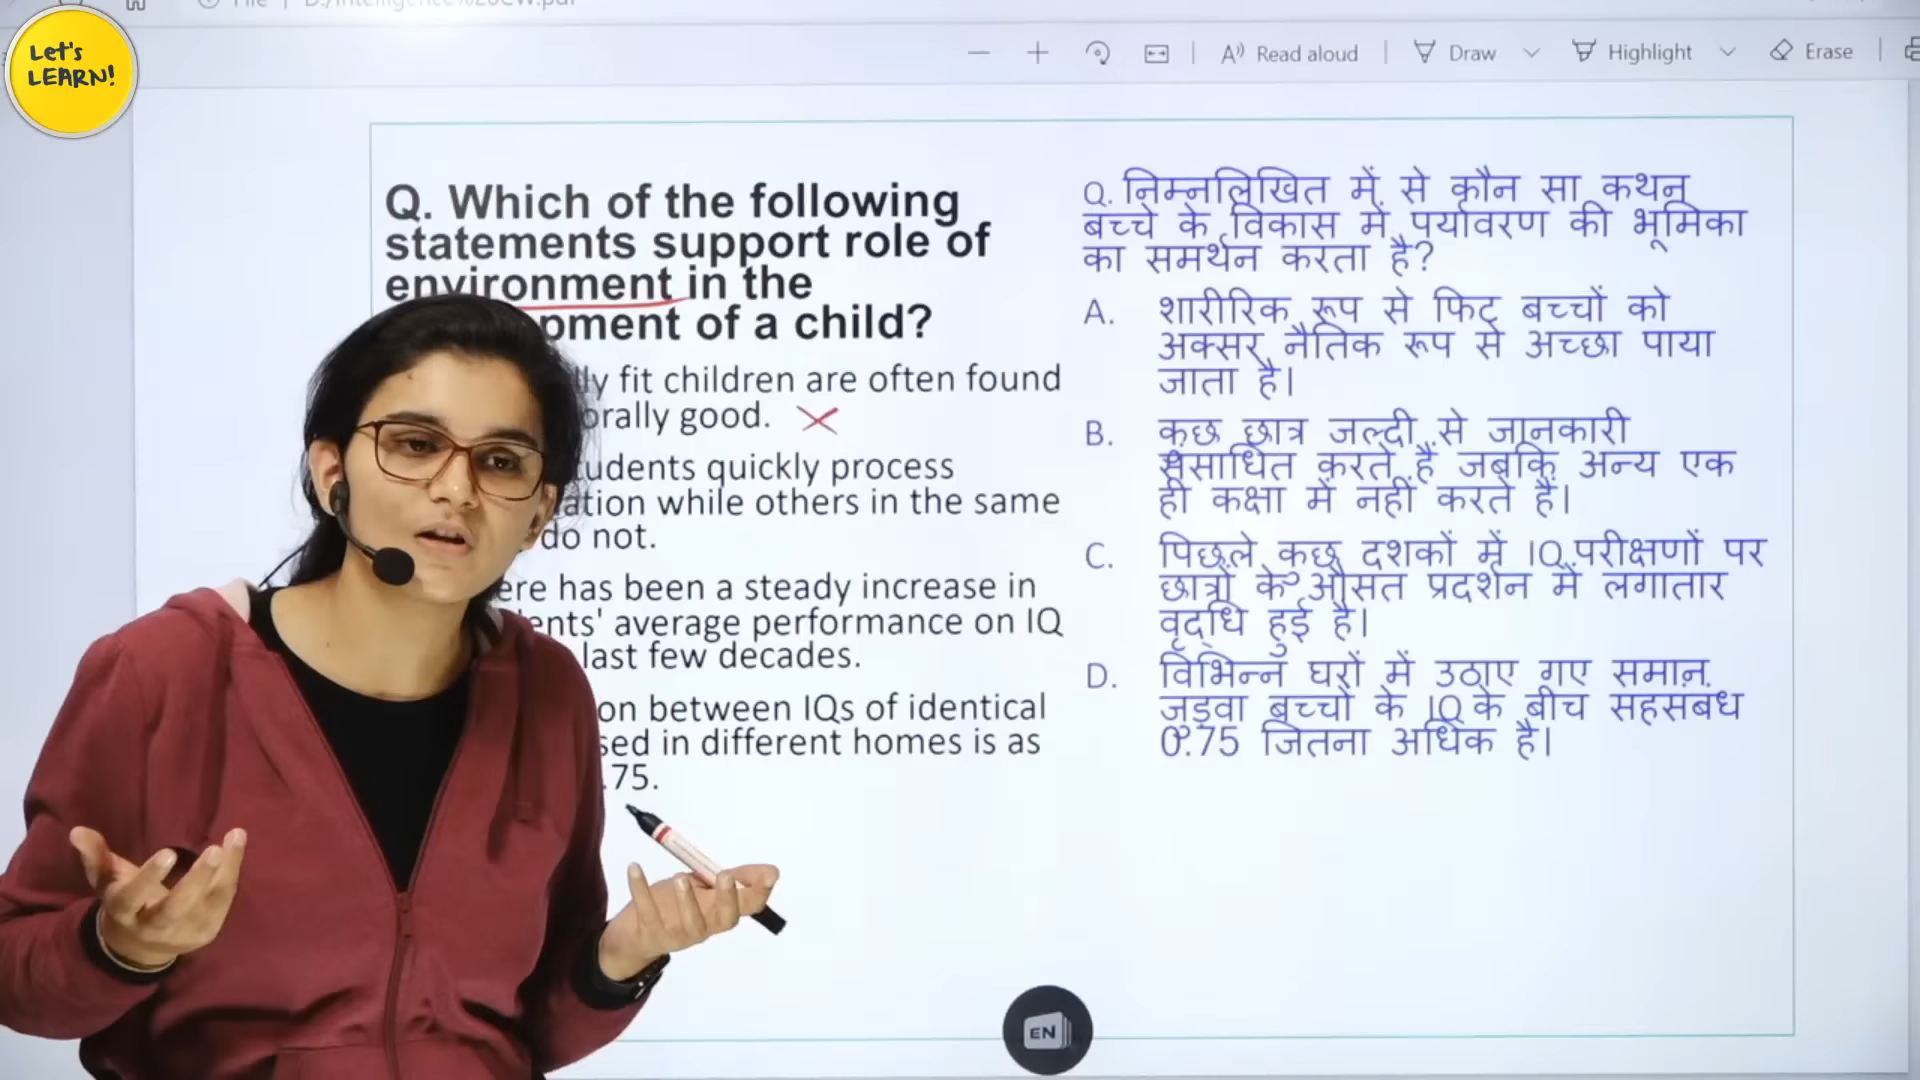 Let's
LEARN!
Read aloud
Draw
Highlight
Erase
Q. Which of the following
statements support role of
environment in the
pment of a child?
lly fit children are often found
orally good.
tudents quickly process
ation while others in the same
do not.
ere has been a steady increase in
ents' average performance on IQ
last few decades.
on between IQs of identical
sed in different homes is as
.75.
Q. निम्नलिखित में से कौन सा कथन
बच्चे के विकास में पर्यावरण की भूमिका
का समर्थन करता है?
A. शारीरिक रूप से फिट बच्चों को
अक्सर नैतिक रूप से अच्छा पाया
जाता है।
B. कुछ छात्र जल्दी से जानकारी
संसाधित करते हैं जबकि अन्य एक
ही कक्षा में नहीं करते हैं।
C. पिछले कुछ दशकों में IQ परीक्षणों पर
छात्रों के औसत प्रदर्शन में लगातार
वृद्धि हुई है।
D. विभिन्न घरों में उठाए गए समान
जुड़वा बच्चों के IQ के बीच सहसंबंध
0.75 जितना अधिक है।
EN